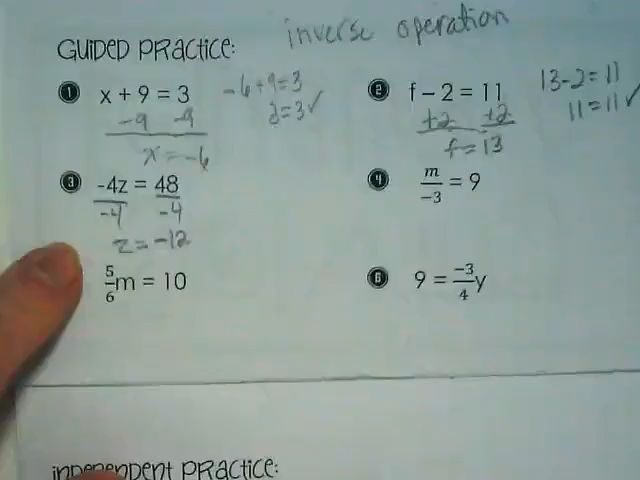 inverse operation
GUIDED PRACTICE:
1 x + 9 = 3
-9 -9
x = -6
-6+9=3
3=3✓
2 f - 2 = 11
+2 +2
f = 13
13-2=11
11=11✓
3 -4z = 48
-4 -4
z = -12
4 m/-3 = 9
5/6 m = 10
6 9 = -3/4 y
INDEPENDENT PRACTICE: